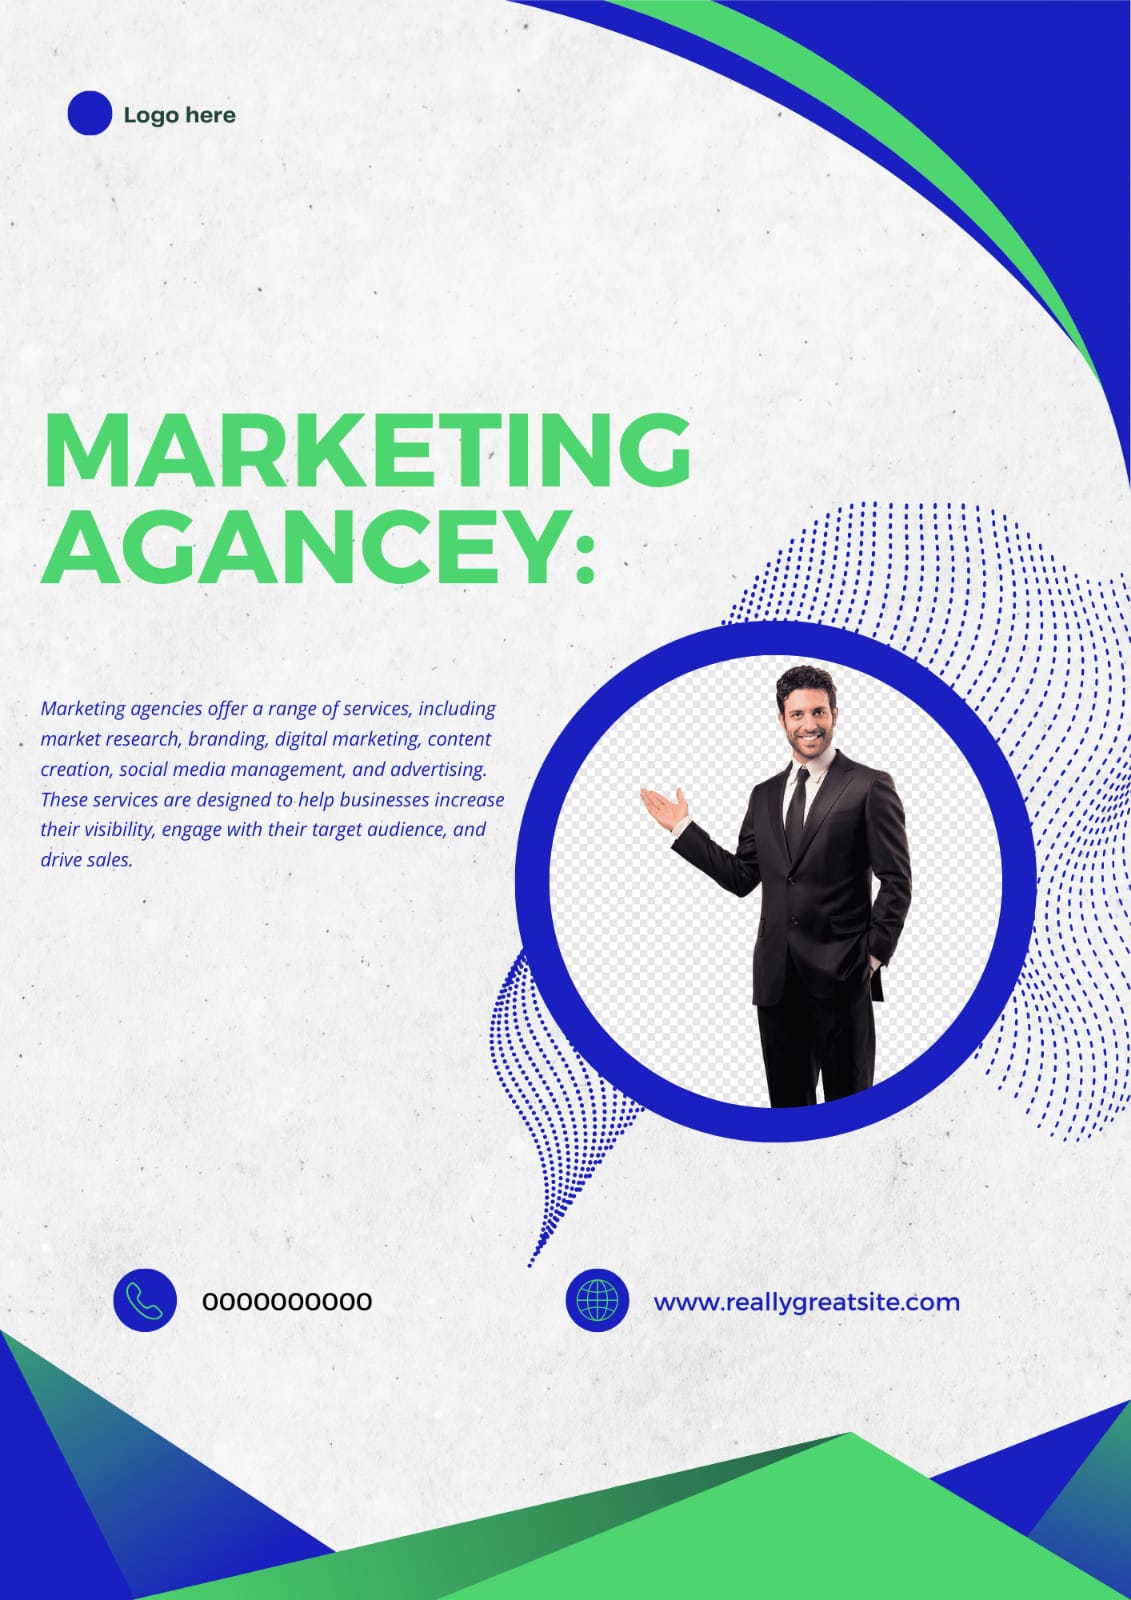 Logo here
MARKETING
AGANCEY:
Marketing agencies offer a range of services, including
market research, branding, digital marketing, content
creation, social media management, and advertising.
These services are designed to help businesses increase
their visibility, engage with their target audience, and
drive sales.
0000000000
www.reallygreatsite.com